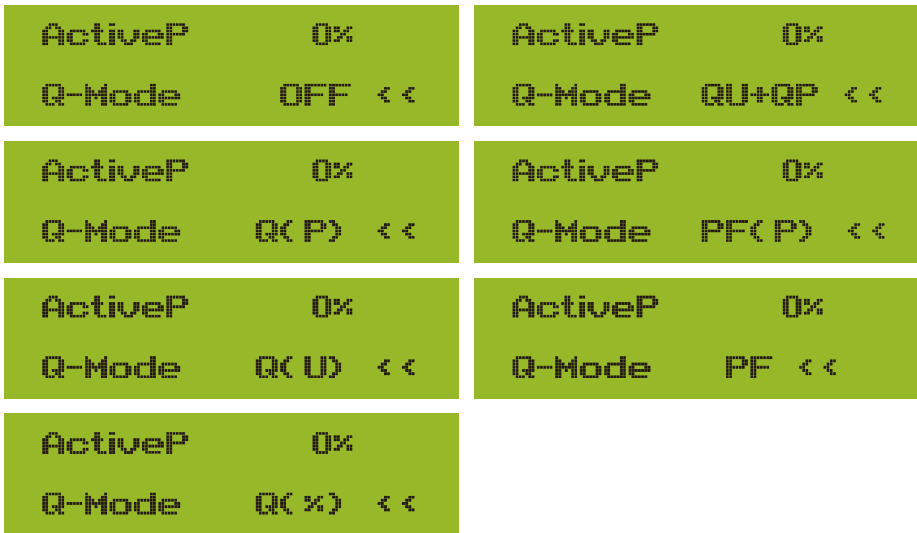 ActiveP 0%
Q-Mode OFF <<
ActiveP 0%
Q-Mode QU+QP <<
ActiveP 0%
Q-Mode Q(P) <<
ActiveP 0%
Q-Mode PF(P) <<
ActiveP 0%
Q-Mode Q(U) <<
ActiveP 0%
Q-Mode PF <<
ActiveP 0%
Q-Mode Q(%) <<